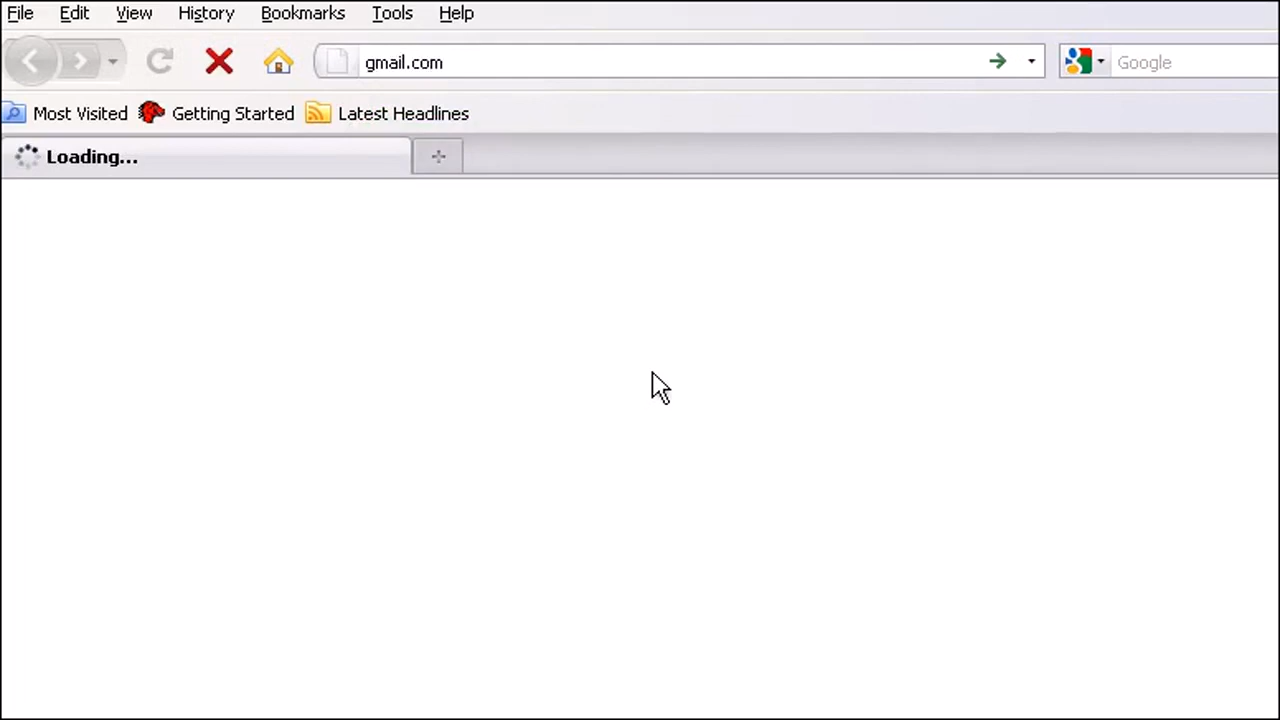 File Edit View History Bookmarks Tools Help
gmail.com Google
Most Visited Getting Started Latest Headlines
Loading...